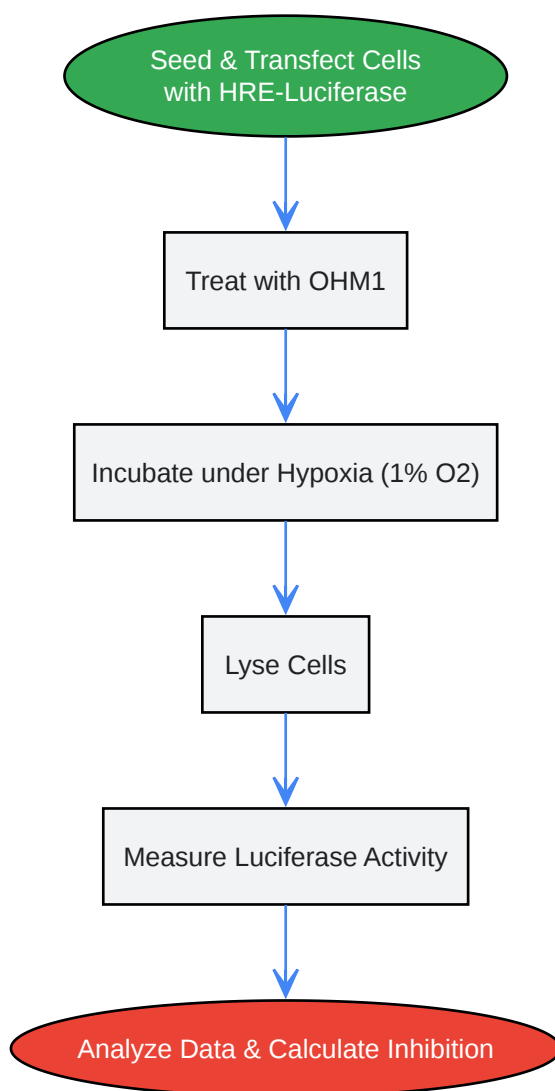 Seed & Transfect Cells
with HRE-Luciferase
Treat with OHM1
Incubate under Hypoxia (1% O2)
Lyse Cells
Measure Luciferase Activity
Analyze Data & Calculate Inhibition